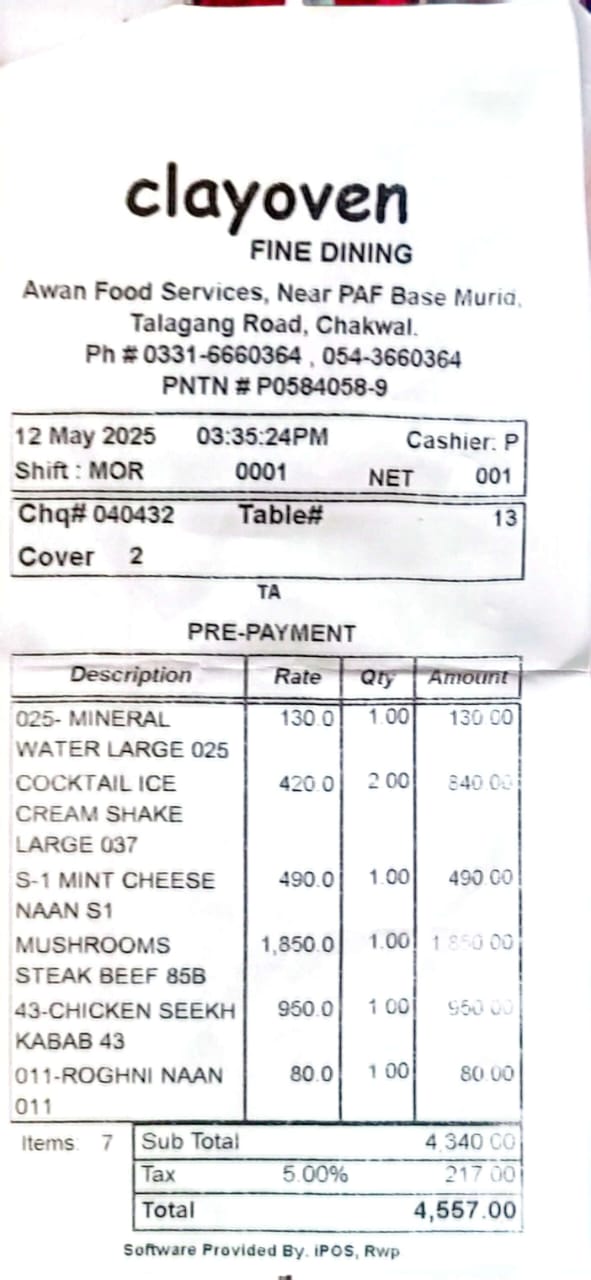 clayoven
FINE DINING
Awan Food Services, Near PAF Base Murid,
Talagang Road, Chakwal.
Ph # 0331-6660364 , 054-3660364
PNTN # P0584058-9
12 May 2025 03:35:24PM Cashier: P
Shift : MOR 0001 NET 001
Chq# 040432 Table# 13
Cover 2
TA
PRE-PAYMENT
Description Rate Qty Amount
025- MINERAL 130.0 1.00 130.00
WATER LARGE 025
COCKTAIL ICE 420.0 2.00 840.00
CREAM SHAKE
LARGE 037
S-1 MINT CHEESE 490.0 1.00 490.00
NAAN S1
MUSHROOMS 1,850.0 1.00 1,850.00
STEAK BEEF 85B
43-CHICKEN SEEKH 950.0 1.00 950.00
KABAB 43
011-ROGHNI NAAN 80.0 1.00 80.00
011
Items: 7 Sub Total 4,340.00
Tax 5.00% 217.00
Total 4,557.00
Software Provided By. iPOS, Rwp